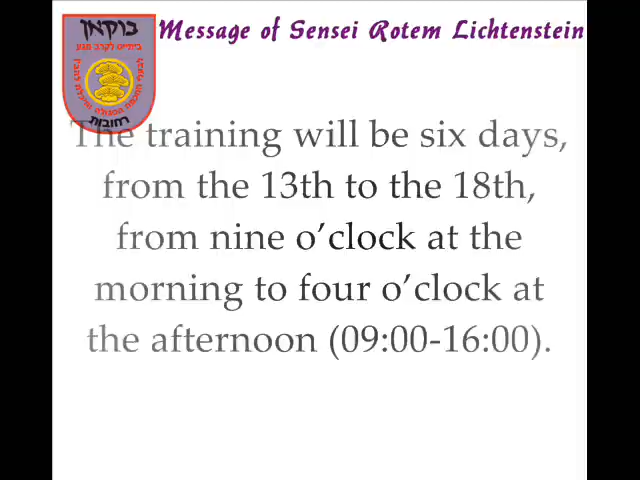 Message of Sensei Rotem Lichtenstein
בוקאן
The training will be six days,
from the 13th to the 18th,
from nine o’clock at the
morning to four o’clock at
the afternoon (09:00-16:00).
רחובות